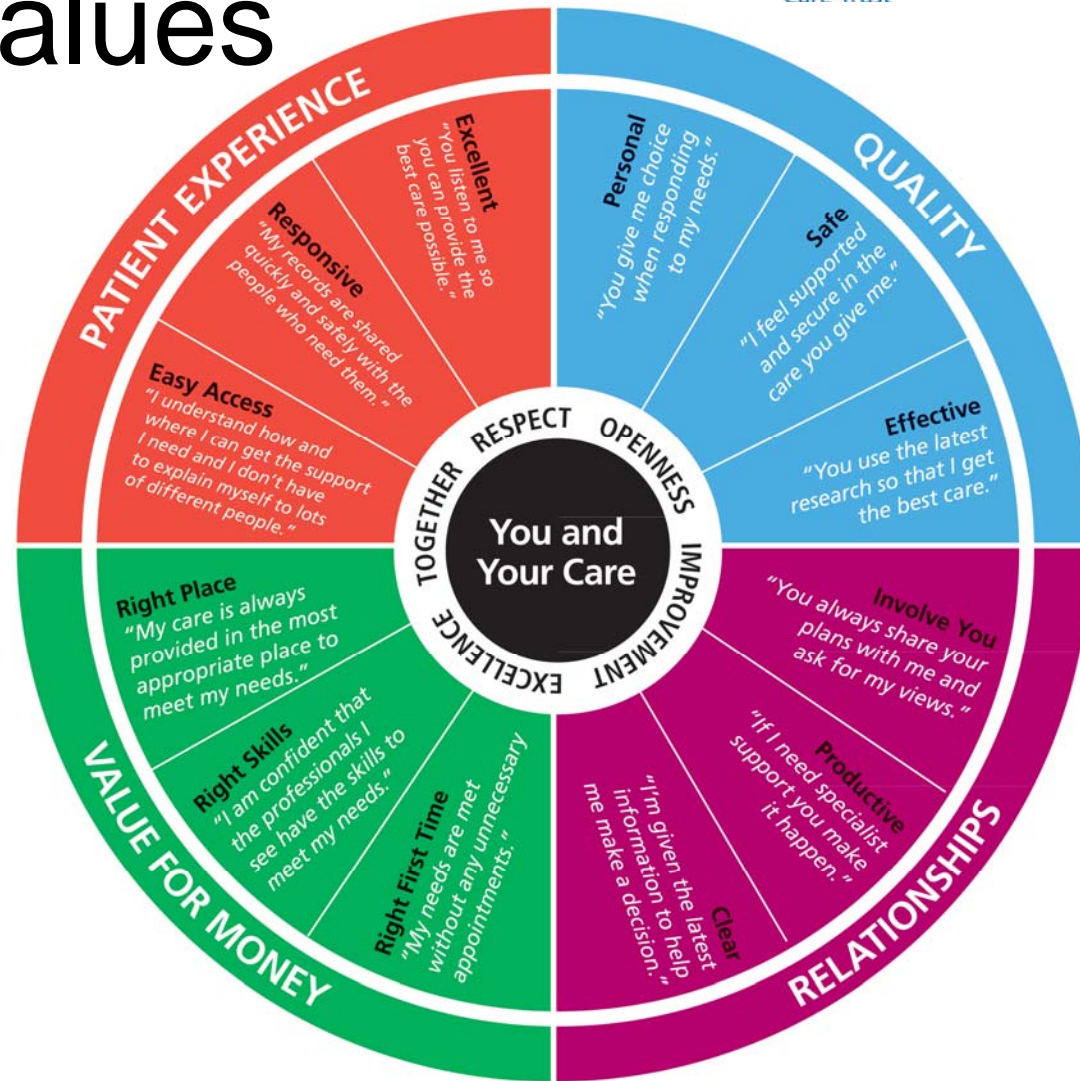 alues
PATIENT EXPERIENCE
Excellent
"You listen to me so
you can provide the
best care possible."
Responsive
"My records are shared
quickly and safely with the
people who need them."
Easy Access
"I understand how and
where I can get the support
I need and I don't have
to explain myself to lots
of different people."
QUALITY
Personal
"You give me choice
when responding
to my needs."
Safe
"I feel supported
and secure in the
care you give me."
Effective
"You use the latest
research so that I get
the best care."
RELATIONSHIPS
Involve You
"You always share your
plans with me and
ask for my views."
Productive
"If I need specialist
support you make
it happen."
Clear
"I'm given the latest
information to help
me make a decision."
VALUE FOR MONEY
Right First Time
"My needs are met
without any unnecessary
appointments."
Right Skills
"I am confident that
the professionals I
see have the skills to
meet my needs."
Right Place
"My care is always
provided in the most
appropriate place to
meet my needs."
RESPECT
OPENNESS
IMPROVEMENT
EXCELLENCE
TOGETHER
You and
Your Care